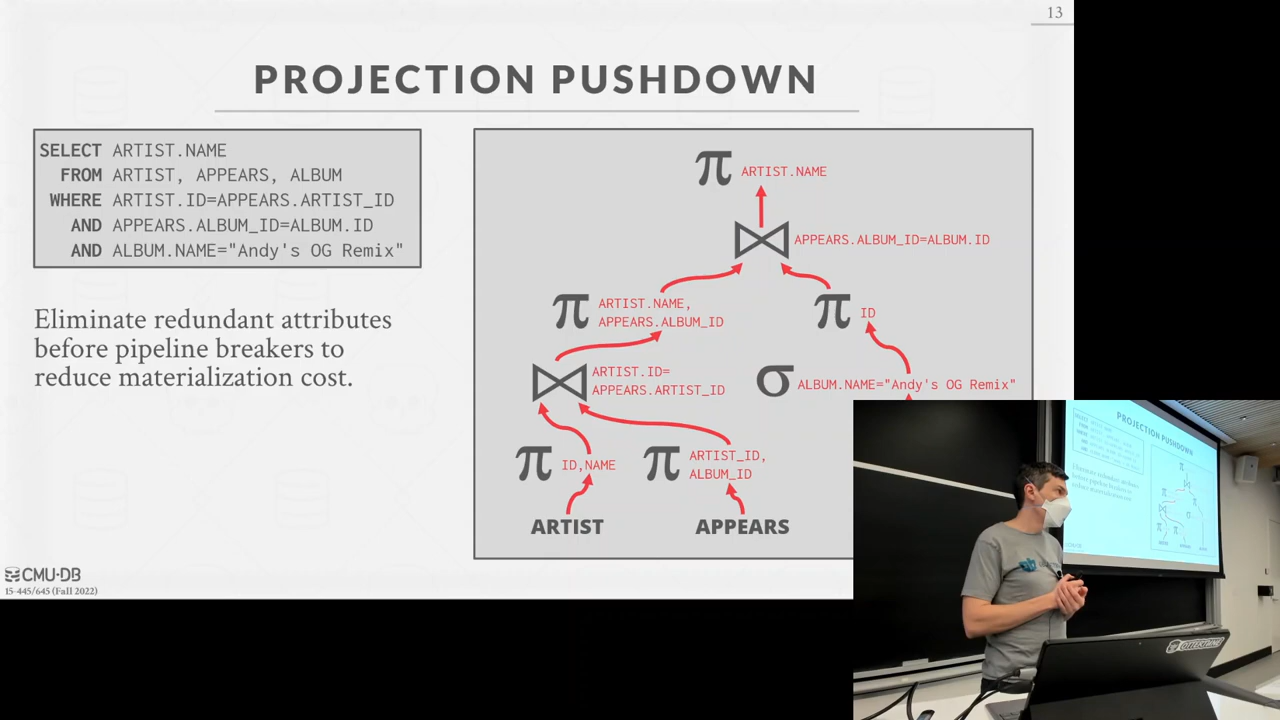 13
PROJECTION PUSHDOWN
SELECT ARTIST.NAME
FROM ARTIST, APPEARS, ALBUM
WHERE ARTIST.ID=APPEARS.ARTIST_ID
AND APPEARS.ALBUM_ID=ALBUM.ID
AND ALBUM.NAME="Andy's OG Remix"
Eliminate redundant attributes
before pipeline breakers to
reduce materialization cost.
π ARTIST.NAME
⋈ APPEARS.ALBUM_ID=ALBUM.ID
π ARTIST.NAME,
APPEARS.ALBUM_ID
π ID
⋈ ARTIST.ID=
APPEARS.ARTIST_ID
σ ALBUM.NAME="Andy's OG Remix"
π ID,NAME
π ARTIST_ID,
ALBUM_ID
ARTIST
APPEARS
CMU·DB
15-445/645 (Fall 2022)
PROJECTION PUSHDOWN